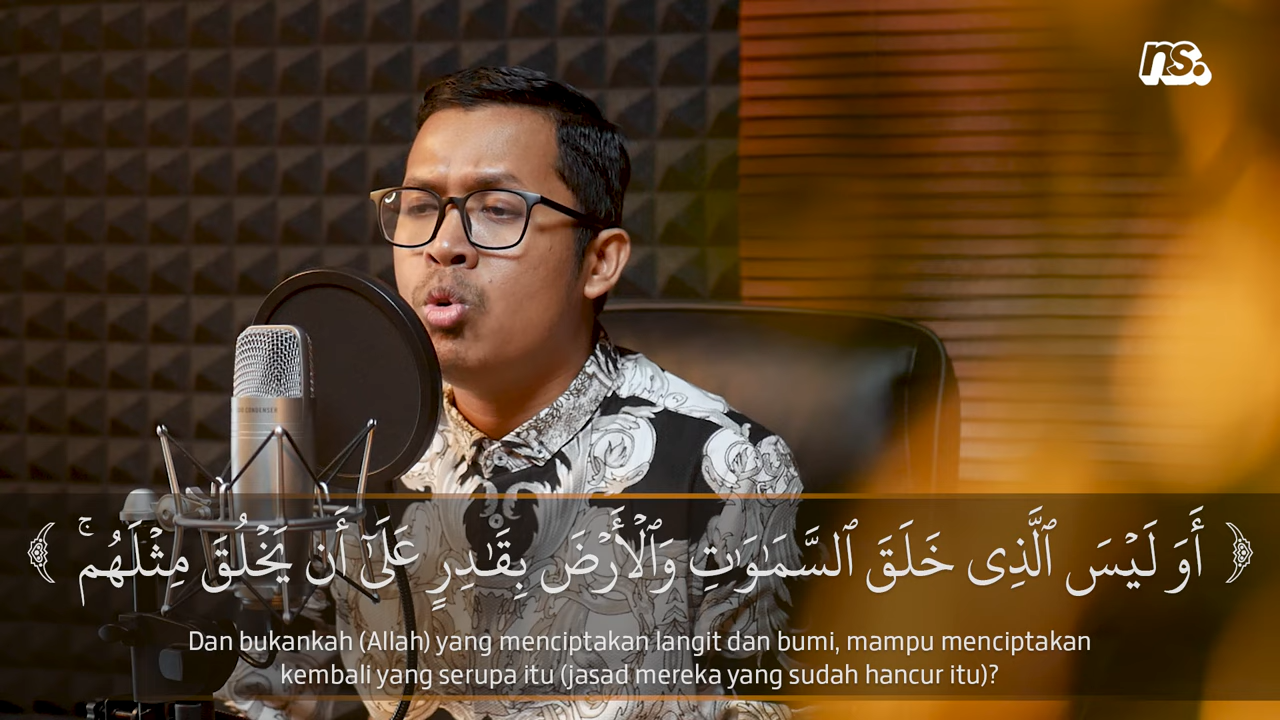 ns.
﴿ أَوَ لَيْسَ ٱلَّذِى خَلَقَ ٱلسَّمَـٰوَٰتِ وَٱلْأَرْضَ بِقَـٰدِرٍ عَلَىٰٓ أَن يَخْلُقَ مِثْلَهُم ۚ ﴾
Dan bukankah (Allah) yang menciptakan langit dan bumi, mampu menciptakan
kembali yang serupa itu (jasad mereka yang sudah hancur itu)?